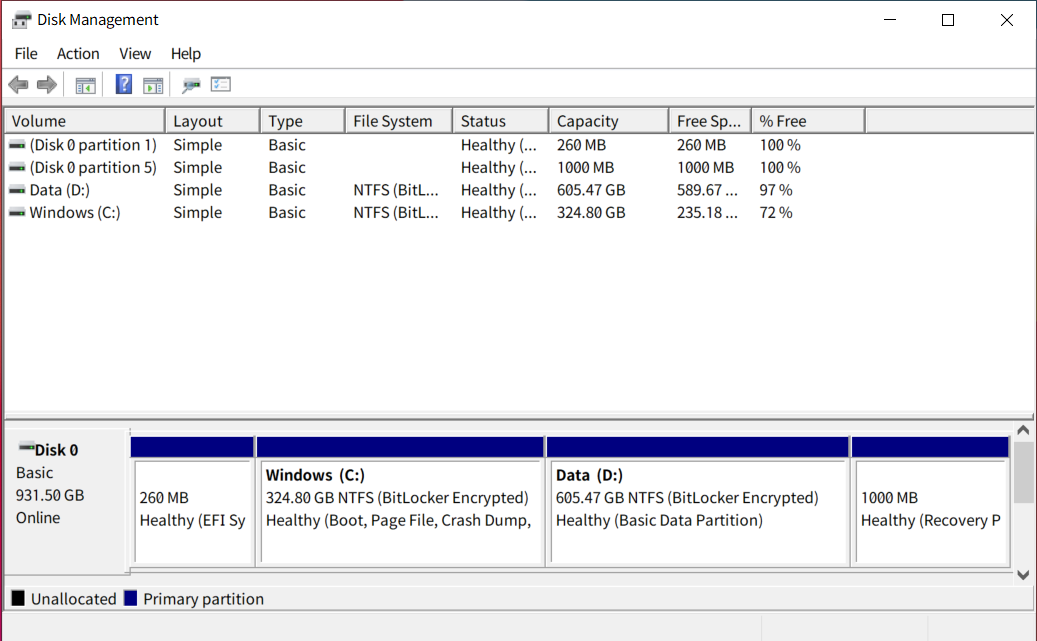 Disk Management
File Action View Help
Volume Layout Type File System Status Capacity Free Sp... % Free
(Disk 0 partition 1) Simple Basic Healthy (... 260 MB 260 MB 100 %
(Disk 0 partition 5) Simple Basic Healthy (... 1000 MB 1000 MB 100 %
Data (D:) Simple Basic NTFS (BitL... Healthy (... 605.47 GB 589.67 ... 97 %
Windows (C:) Simple Basic NTFS (BitL... Healthy (... 324.80 GB 235.18 ... 72 %
Disk 0
Basic
931.50 GB
Online
260 MB
Healthy (EFI Sy
Windows (C:)
324.80 GB NTFS (BitLocker Encrypted)
Healthy (Boot, Page File, Crash Dump,
Data (D:)
605.47 GB NTFS (BitLocker Encrypted)
Healthy (Basic Data Partition)
1000 MB
Healthy (Recovery P
Unallocated Primary partition